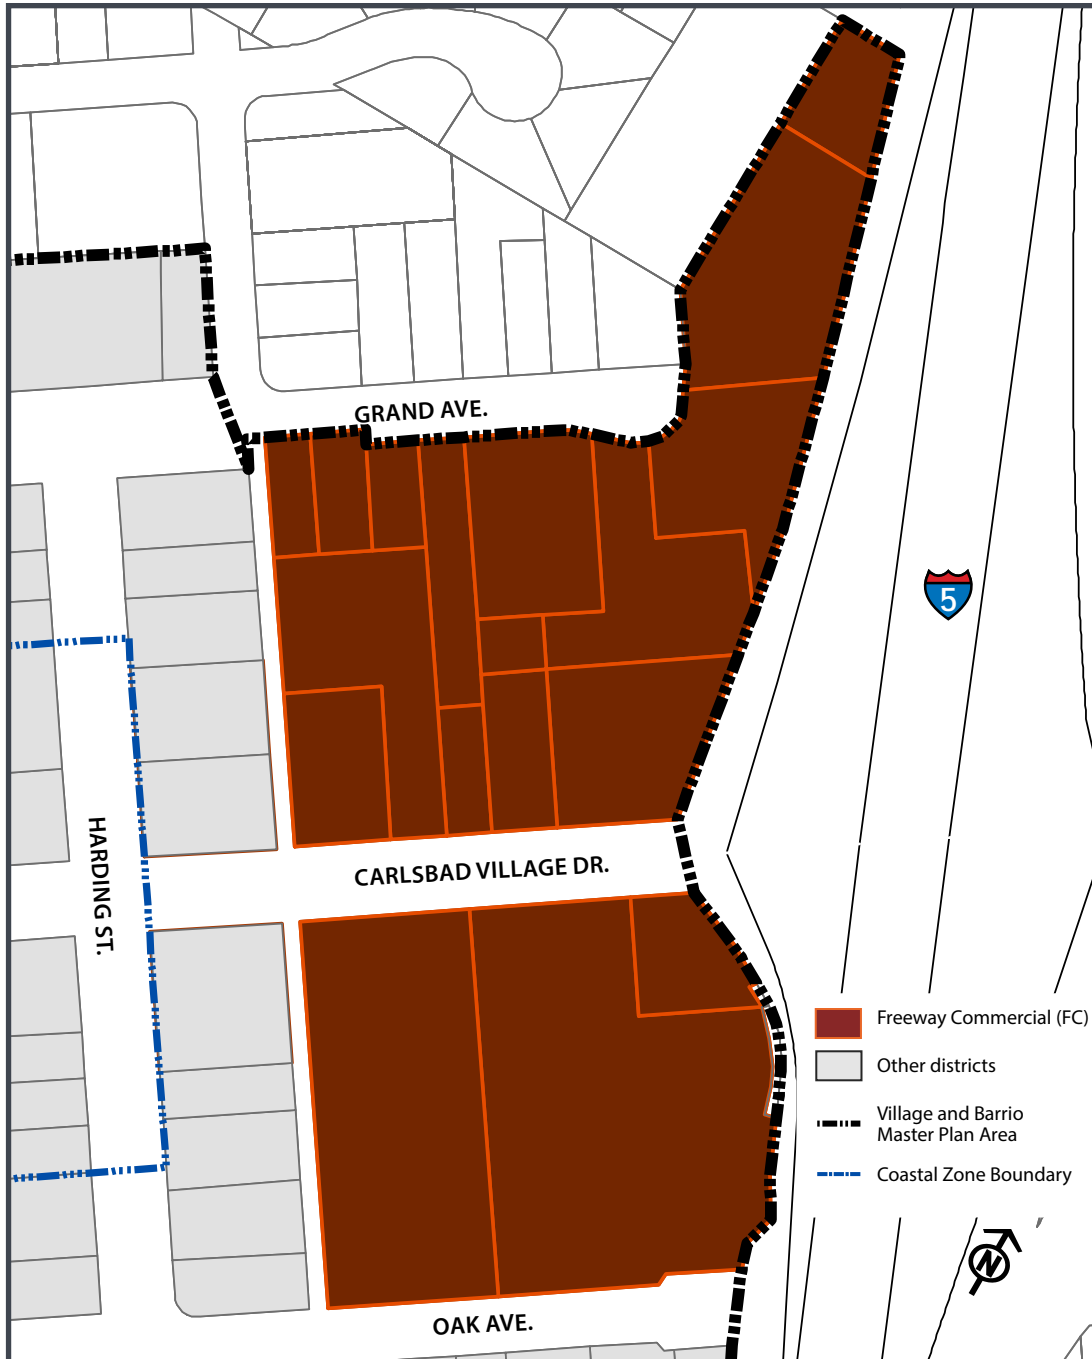 GRAND AVE.
5
HARDING ST.
CARLSBAD VILLAGE DR.
Freeway Commercial (FC)
Other districts
Village and Barrio
Master Plan Area
Coastal Zone Boundary
N
OAK AVE.